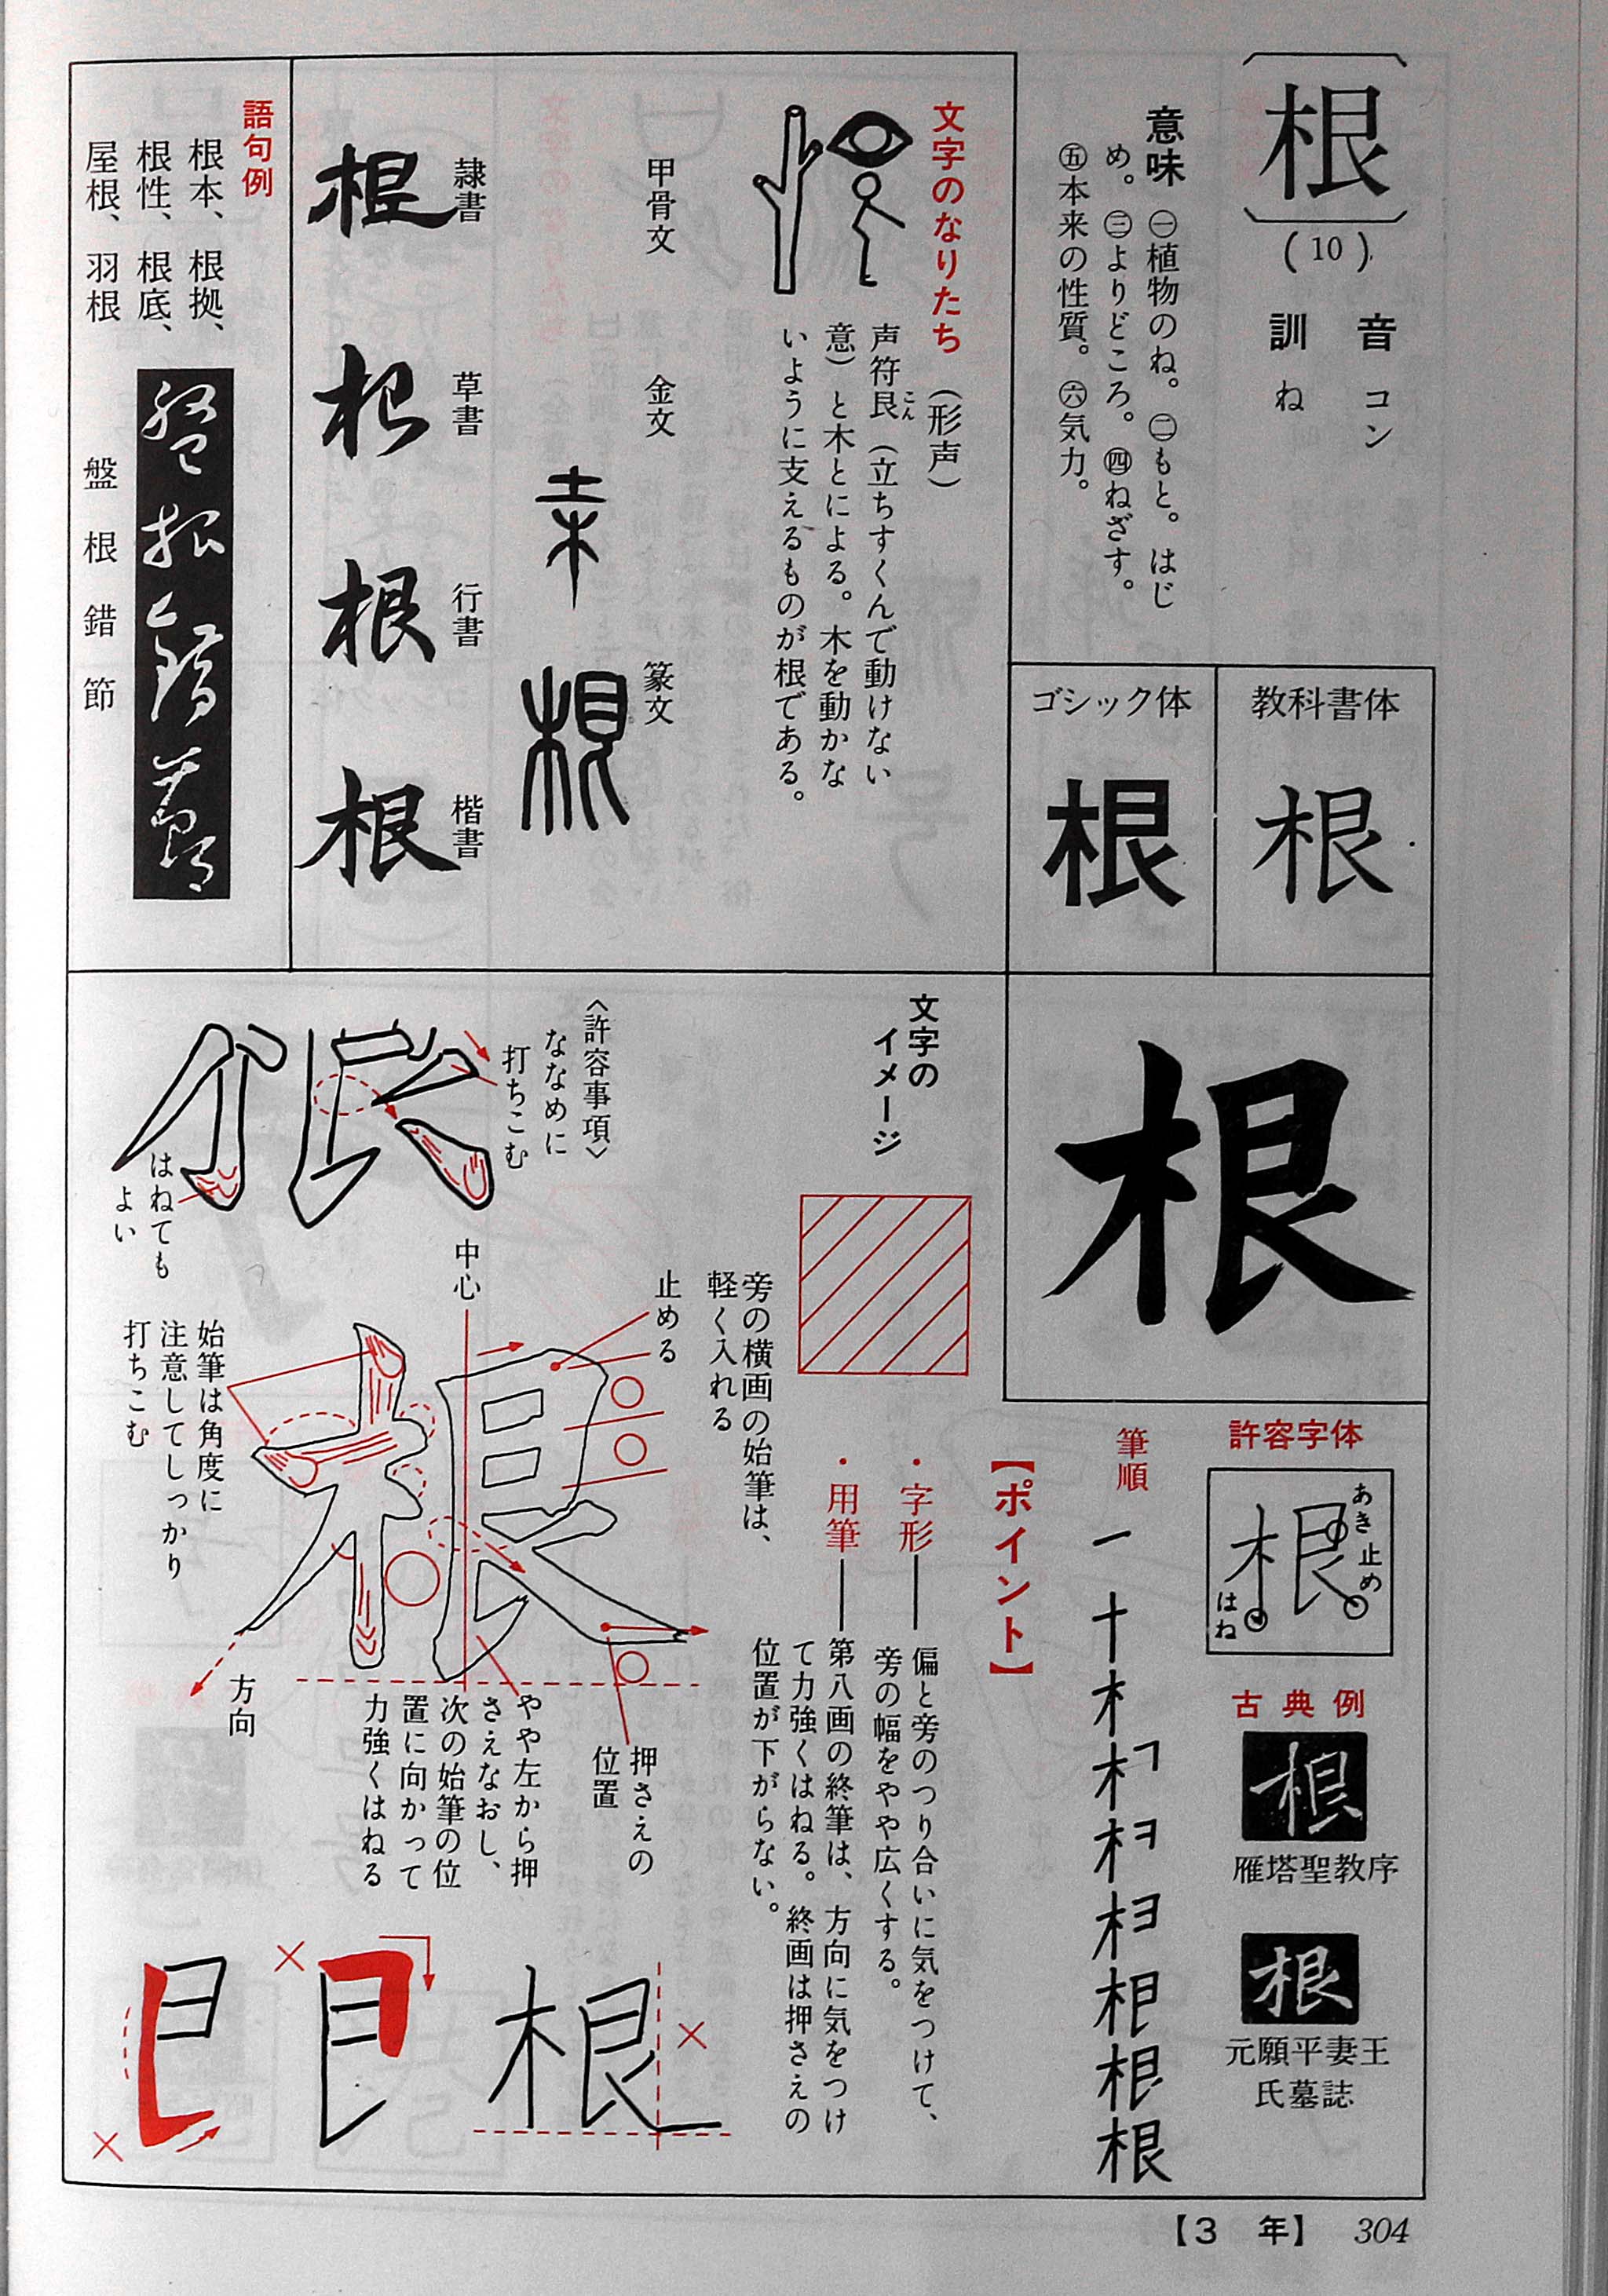 根
(10)
音 コン
訓 ね
意味 ㊀植物のね。㊁もと。はじ
め。㊂よりどころ。㊃ねざす。
㊄本来の性質。㊅気力。
教科書体
根
ゴシック体
根
文字のなりたち (形声)
声符艮(立ちすくんで動けない
こん
意)と木とによる。木を動かな
いように支えるものが根である。
甲骨文
金文
篆文
隷書
根
草書
根
行書
根
楷書
根
語句例
根本、根拠、
根性、根底、
屋根、羽根
盤根錯節
盤根錯節
根
許容字体
根
あき
止め
はね
古典例
根
雁塔聖教序
根
元願平妻王
氏墓誌
筆順
根
【ポイント】
・字形――偏と旁のつり合いに気をつけて、
旁の幅をやや広くする。
・用筆――第八画の終筆は、方向に気をつけ
て力強くはねる。終画は押さえの
位置が下がらない。
文字の
イメージ
〈許容事項〉
ななめに
打ちこむ
はねても
よい
旁の横画の始筆は、
軽く入れる
止める
中心
始筆は角度に
注意してしっかり
打ちこむ
方向
押さえの
位置
やや左から押
さえなおし、
次の始筆の位
置に向かって
力強くはねる
根
【3 年】 304